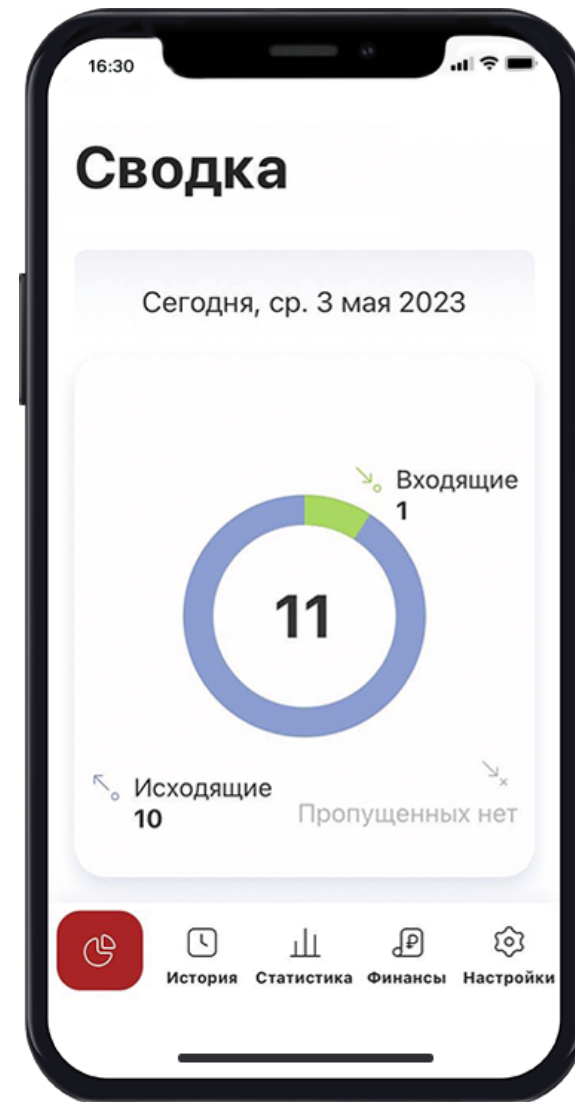 16:30
Сводка
Сегодня, ср. 3 мая 2023
Входящие
1
11
Исходящие
10
Пропущенных нет
История Статистика Финансы Настройки